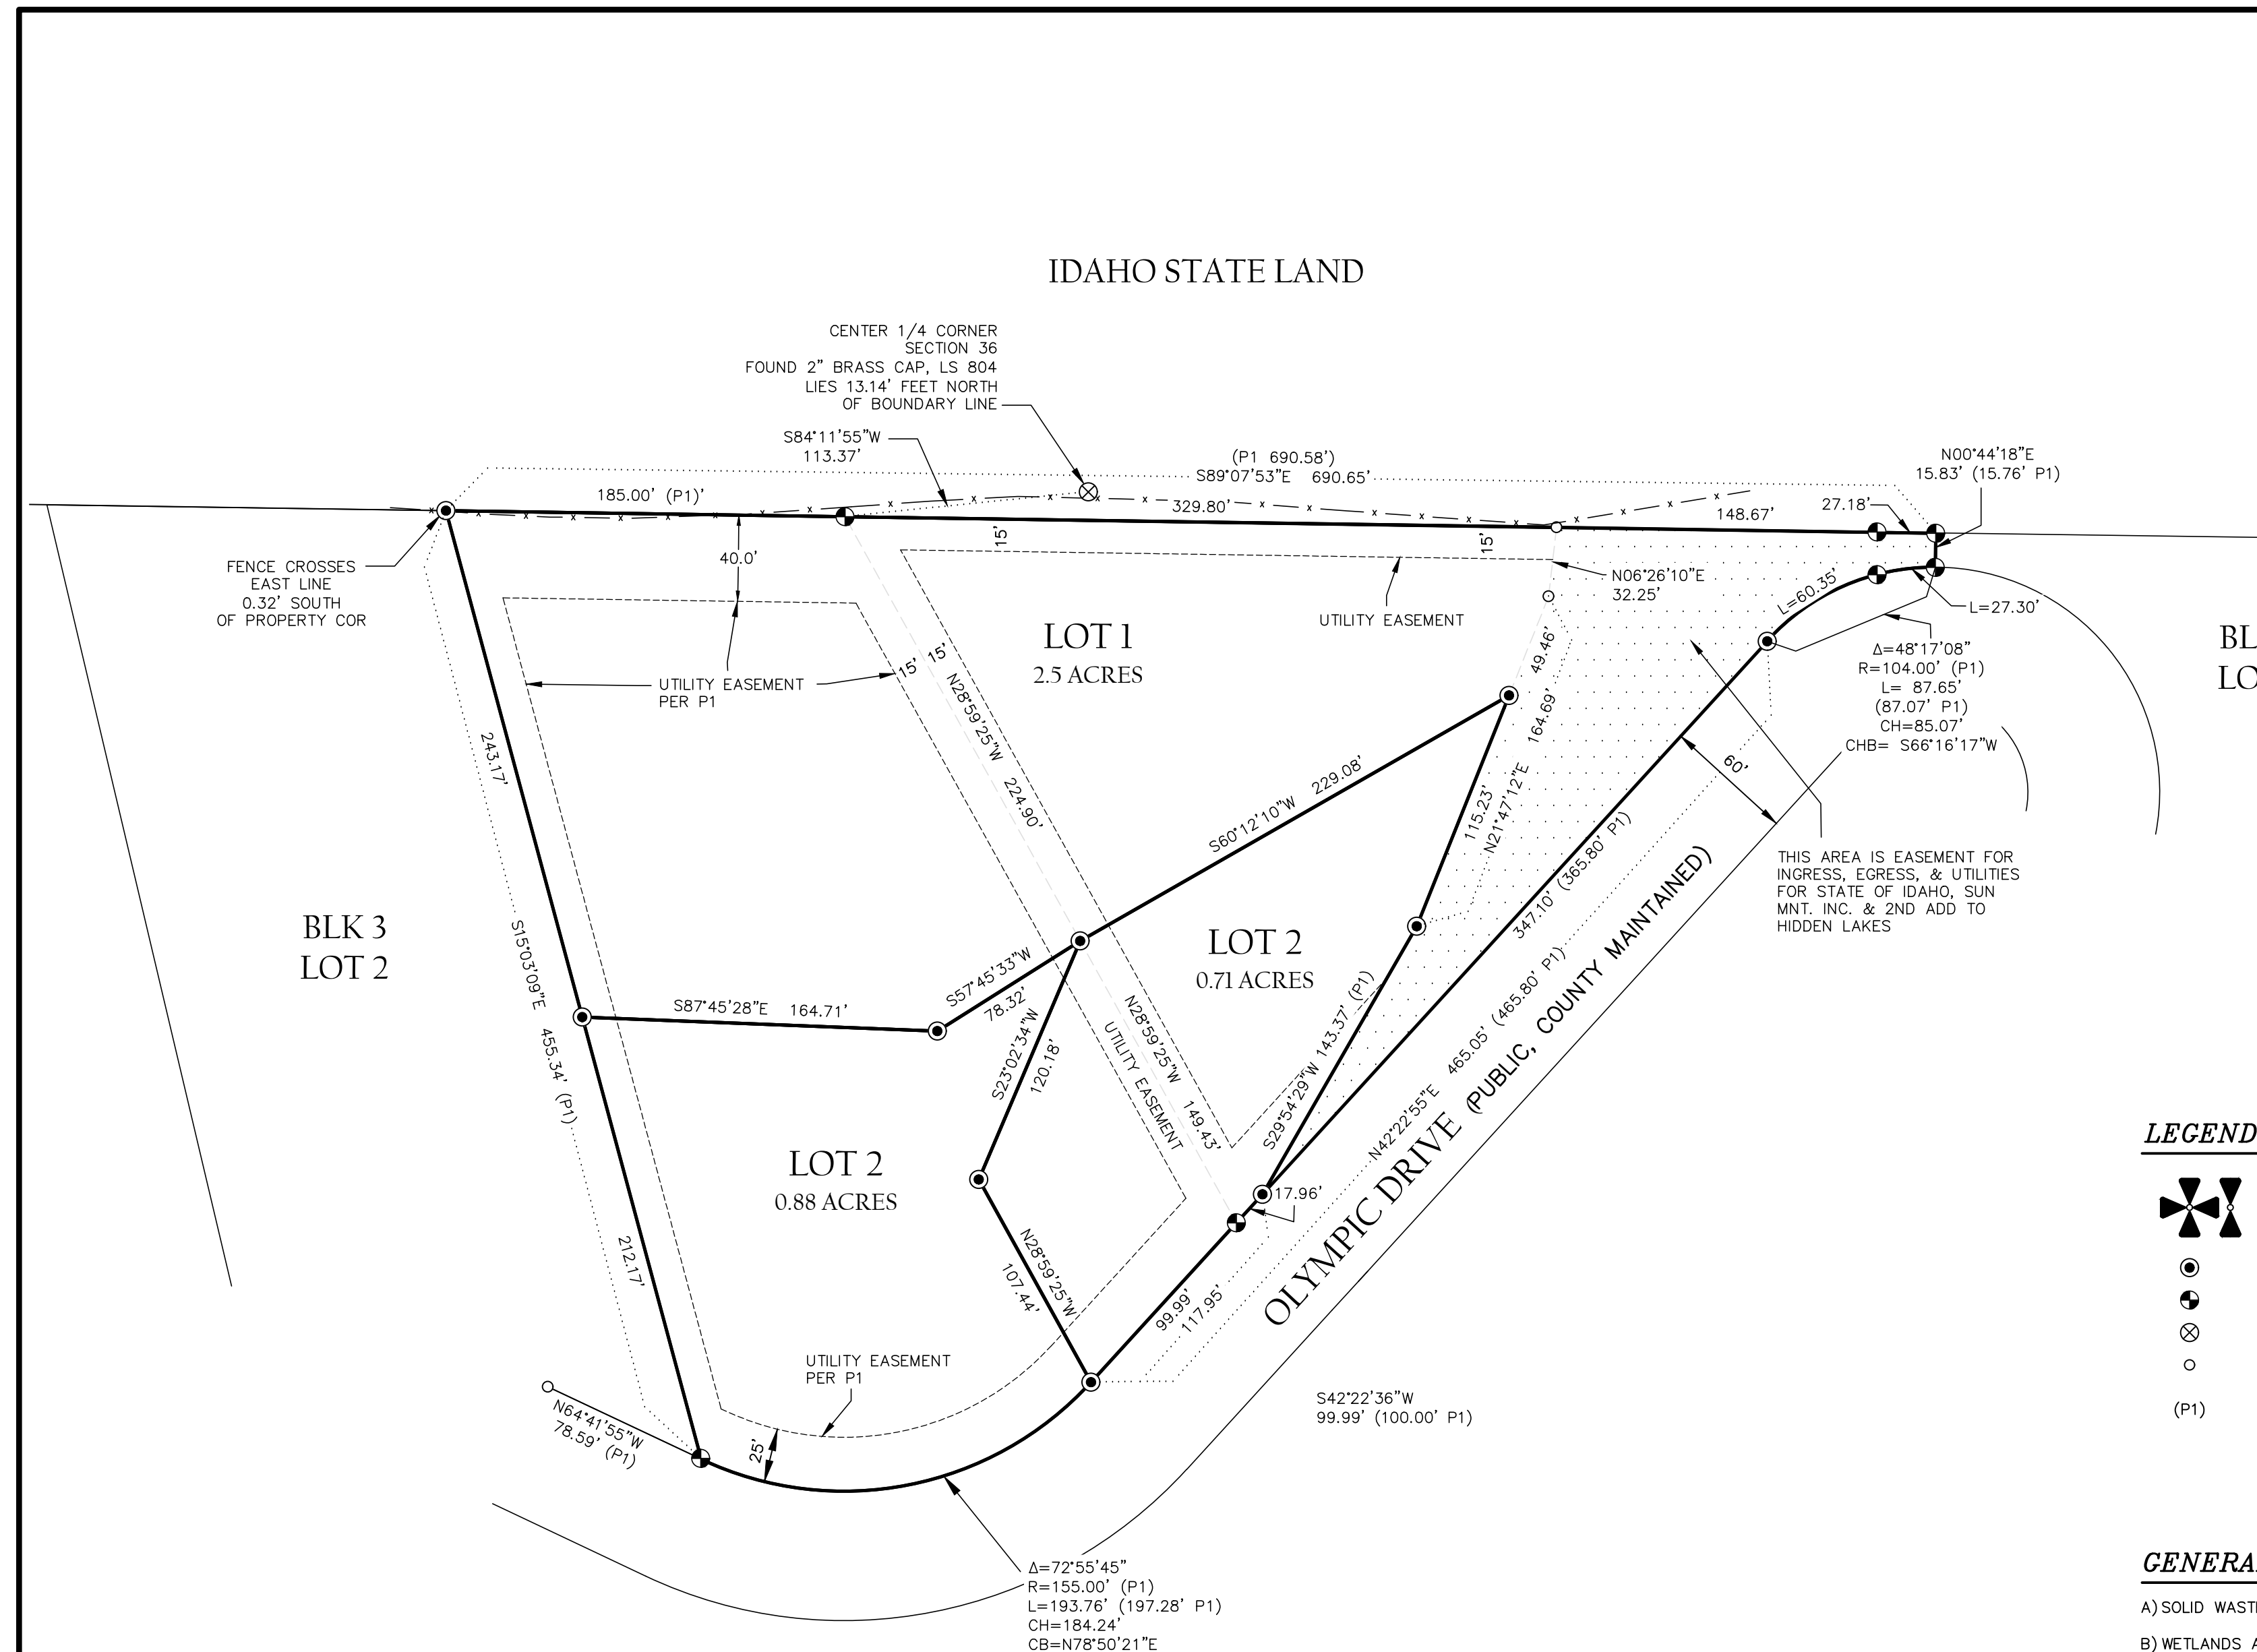 IDAHO STATE LAND
CENTER 1/4 CORNER
SECTION 36
FOUND 2" BRASS CAP, LS 804
LIES 13.14' FEET NORTH
OF BOUNDARY LINE
S84°11'55"W
113.37'
(P1 690.58')
S89°07'53"E 690.65'
N00°44'18"E
15.83' (15.76' P1)
185.00' (P1)'
329.80'
148.67'
27.18'
15'
15'
40.0'
FENCE CROSSES
EAST LINE
0.32' SOUTH
OF PROPERTY COR
N06°26'10"E
32.25'
UTILITY EASEMENT
L=60.35'
L=27.30'
LOT 1
2.5 ACRES
UTILITY EASEMENT
PER P1
15'
15'
N28°59'25"W 224.90'
49.46'
164.69'
N21°47'12"E
115.23'
Δ=48°17'08"
R=104.00' (P1)
L= 87.65'
(87.07' P1)
CH=85.07'
CHB= S66°16'17"W
BL
LO
60'
243.17'
S60°12'10"W 229.08'
347.10' (365.80' P1)
THIS AREA IS EASEMENT FOR
INGRESS, EGRESS, & UTILITIES
FOR STATE OF IDAHO, SUN
MNT. INC. & 2ND ADD TO
HIDDEN LAKES
BLK 3
LOT 2
S15°03'09"E 455.34' (P1)
LOT 2
0.71 ACRES
S87°45'28"E 164.71'
S57°45'33"W
78.32'
S23°02'34"W
120.18'
UTILITY EASEMENT
N28°59'25"W 149.43'
S29°54'29"W 143.37' (P1)
N42°22'55"E 465.05' (465.80' P1)
OLYMPIC DRIVE (PUBLIC, COUNTY MAINTAINED)
LOT 2
0.88 ACRES
17.96'
212.17'
N28°59'25"W
107.44'
99.99'
117.95'
UTILITY EASEMENT
PER P1
25'
N64°41'55"W
78.59' (P1)
S42°22'36"W
99.99' (100.00' P1)
Δ=72°55'45"
R=155.00' (P1)
L=193.76' (197.28' P1)
CH=184.24'
CB=N78°50'21"E
LEGEND
(P1)
GENERA
A) SOLID WAST
B) WETLANDS A
x x x x x x x x x x x x x x x x x x x x